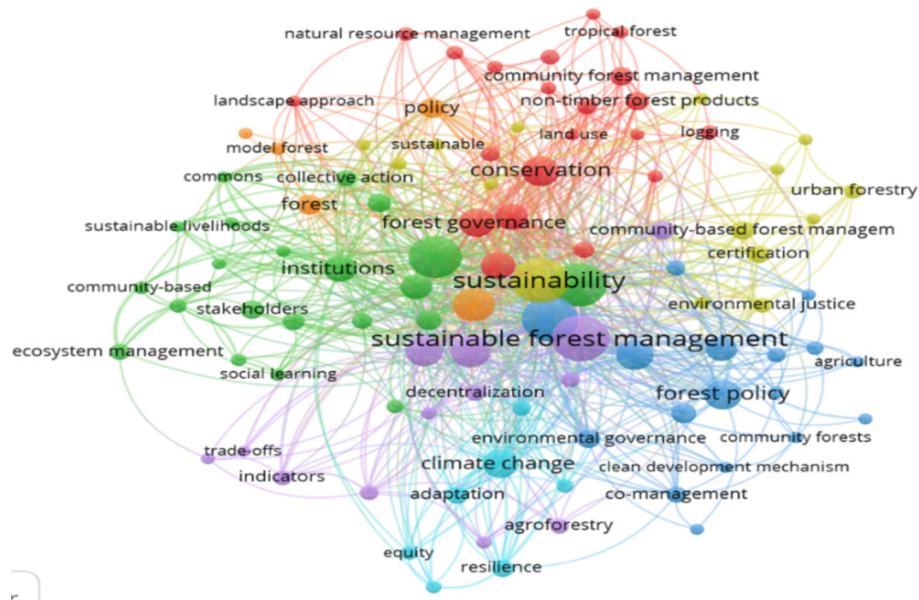 natural resource management
tropical forest
community forest management
landscape approach
policy
non-timber forest products
model forest
sustainable
land use
logging
commons
collective action
conservation
urban forestry
forest
sustainable livelihoods
forest governance
community-based forest managem
certification
institutions
sustainability
community-based
stakeholders
environmental justice
sustainable forest management
ecosystem management
social learning
agriculture
decentralization
forest policy
environmental governance
community forests
trade-offs
indicators
climate change
clean development mechanism
adaptation
co-management
agroforestry
equity
resilience